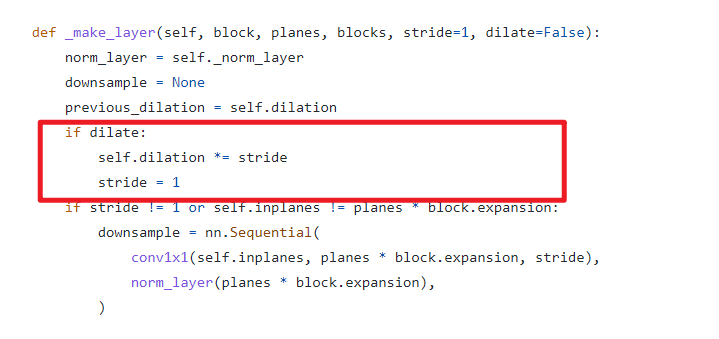 def _make_layer(self, block, planes, blocks, stride=1, dilate=False):
norm_layer = self._norm_layer
downsample = None
previous_dilation = self.dilation
if dilate:
self.dilation *= stride
stride = 1
if stride != 1 or self.inplanes != planes * block.expansion:
downsample = nn.Sequential(
conv1x1(self.inplanes, planes * block.expansion, stride),
norm_layer(planes * block.expansion),
)